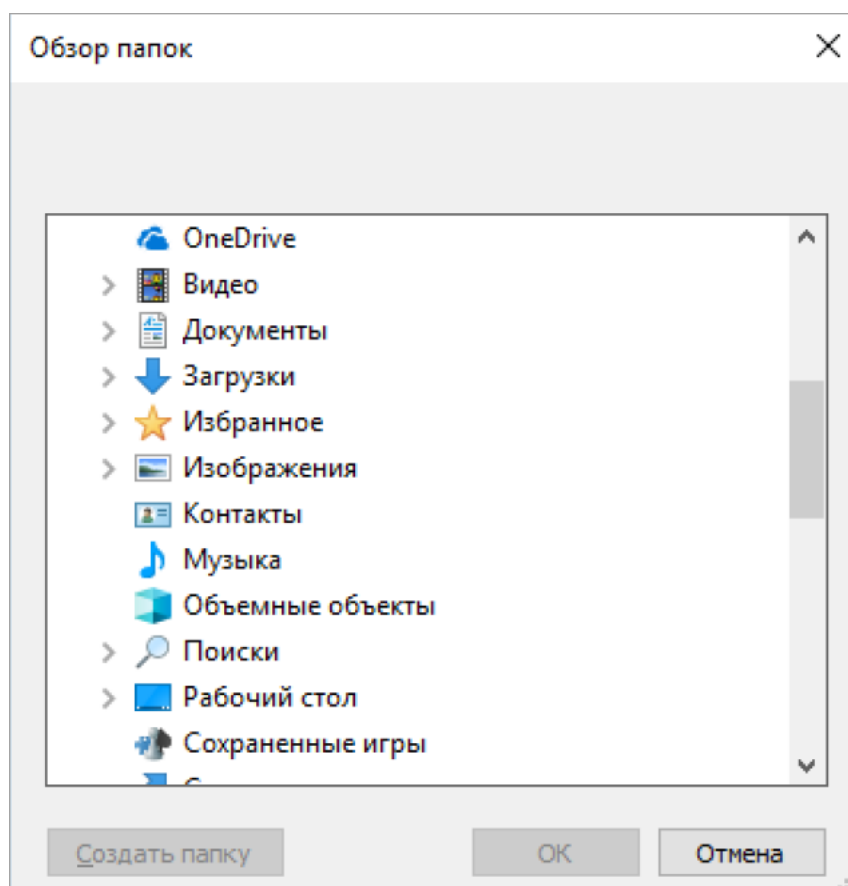 Обзор папок
OneDrive
Видео
Документы
Загрузки
Избранное
Изображения
Контакты
Музыка
Объемные объекты
Поиски
Рабочий стол
Сохраненные игры
Создать папку
ОК
Отмена